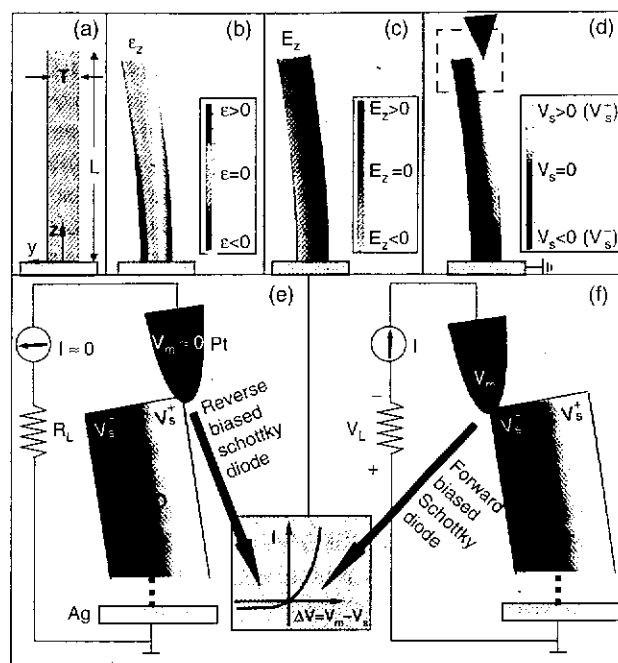 (a)
T
L
z
y
(b)
ε_z
ε>0
ε=0
ε<0
(c)
E_z
E_z>0
E_z=0
E_z<0
(d)
V_s>0 (V_s^+)
V_s=0
V_s<0 (V_s^-)
(e)
I ≈ 0
V_m ≈ 0
Pt
R_L
V_s^-
V_s^+
Reverse
biased
schottky
diode
Ag
I
ΔV=V_m-V_s
(f)
I
V_m
−
V_L
+
V_s^-
V_s^+
Forward
biased
Schottky
diode